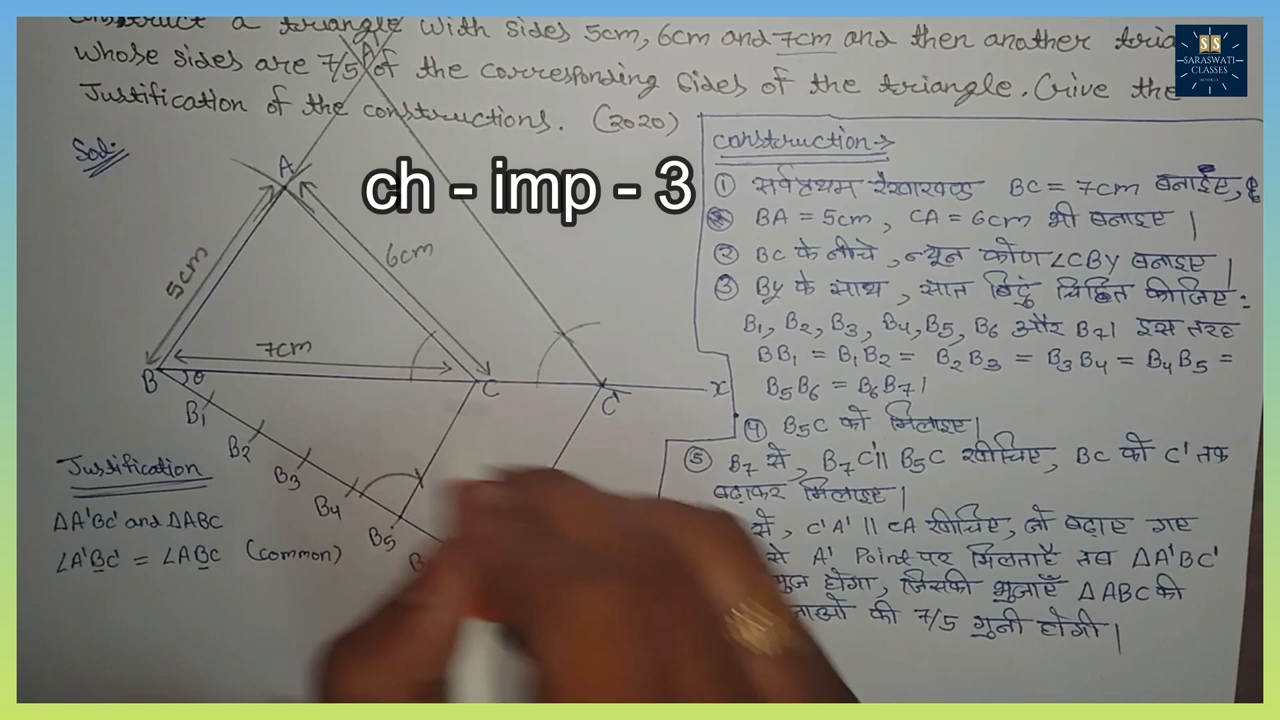 Construct a triangle with sides 5cm, 6cm and 7cm and then another
whose sides are 7/5 of the corresponding sides of the triangle. Give the
Justification of the constructions. (2020)
SS
SARASWATI
CLASSES
Sol:
ch - imp - 3
A'
A
5cm
6cm
7cm
B
θ
C
C'
x
B1
B2
B3
B4
B5
Justification
ΔA'BC' and ΔABC
∠A'BC' = ∠ABC (common)
construction →
① सर्वप्रथम रेखाखण्ड BC = 7cm बनाईए,
BA = 5cm, CA = 6cm भी बनाइए |
② BC के नीचे, न्यून कोण ∠CBY बनाइए |
③ By के साथ, सात बिंदुं चिह्नित कीजिए:
B1, B2, B3, B4, B5, B6 और B7। इस तरह
BB1 = B1B2 = B2B3 = B3B4 = B4B5 =
B5B6 = B6B7।
④ B5C को मिलाइए |
⑤ B7 से, B7C'|| B5C खीचिए, BC को C' तक
बढ़ाकर मिलाइए |
से, C'A' || CA खीचिए, जो बढ़ाए गए
से A' Point पर मिलता है तब ΔA'BC'
होगा, जिसकी भुजाएँ ΔABC की
की 7/5 गुनी होगी |